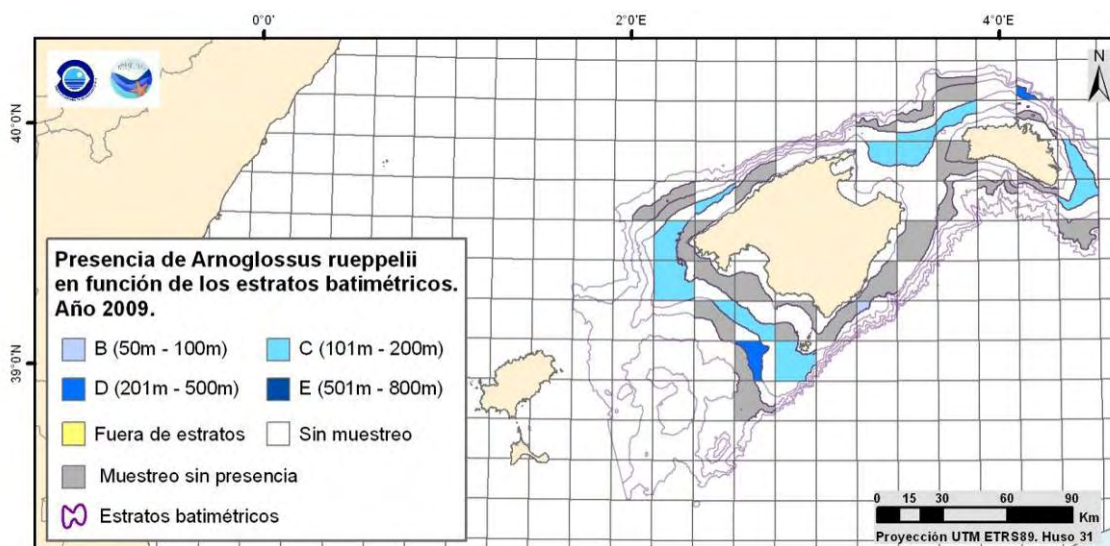 0°0'
2°0'E
4°0'E
N
40°0'N
39°0'N
Presencia de Arnoglossus rueppelii
en función de los estratos batimétricos.
Año 2009.
B (50m - 100m)
C (101m - 200m)
D (201m - 500m)
E (501m - 800m)
Fuera de estratos
Sin muestreo
Muestreo sin presencia
Estratos batimétricos
0 15 30 60 90
Km
Proyección UTM ETRS89. Huso 31